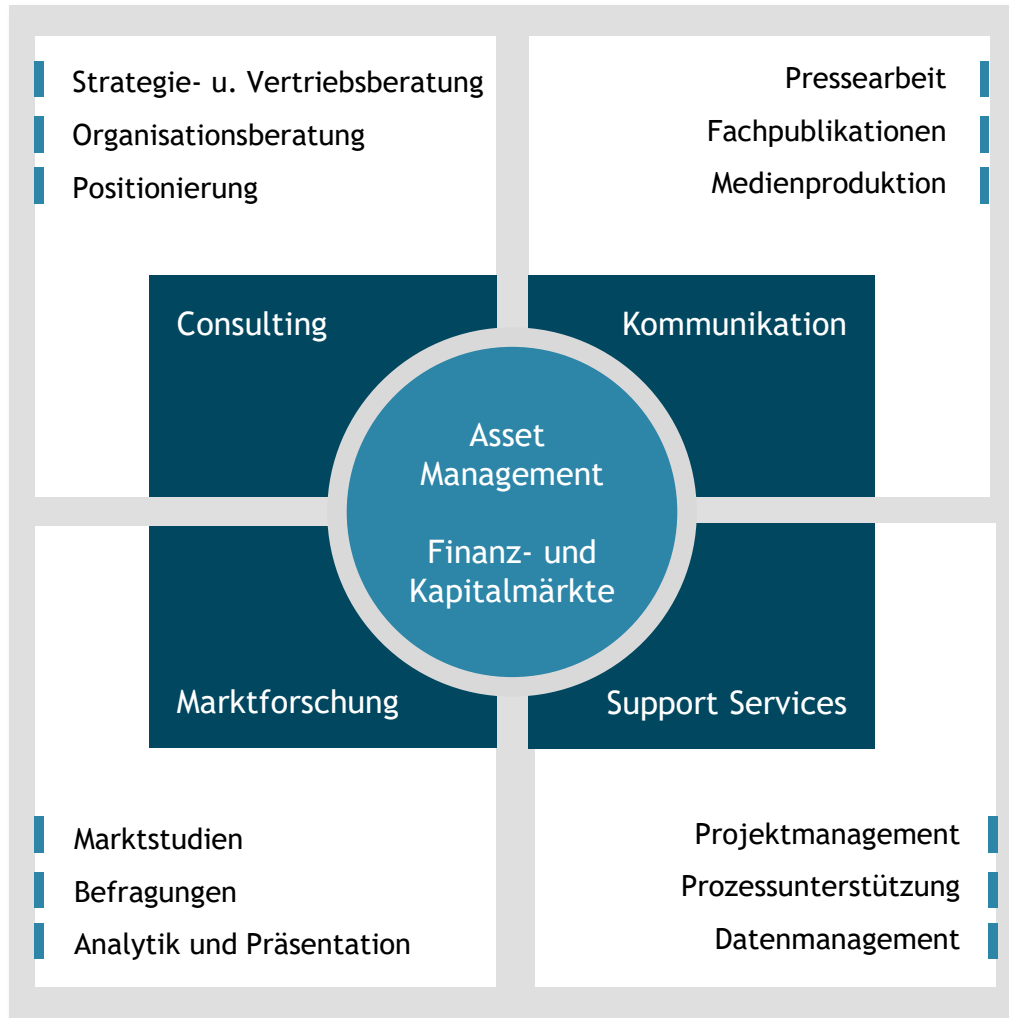 Strategie- u. Vertriebsberatung
Organisationsberatung
Positionierung
Pressearbeit
Fachpublikationen
Medienproduktion
Consulting
Kommunikation
Asset
Management
Finanz- und
Kapitalmärkte
Marktforschung
Support Services
Marktstudien
Befragungen
Analytik und Präsentation
Projektmanagement
Prozessunterstützung
Datenmanagement